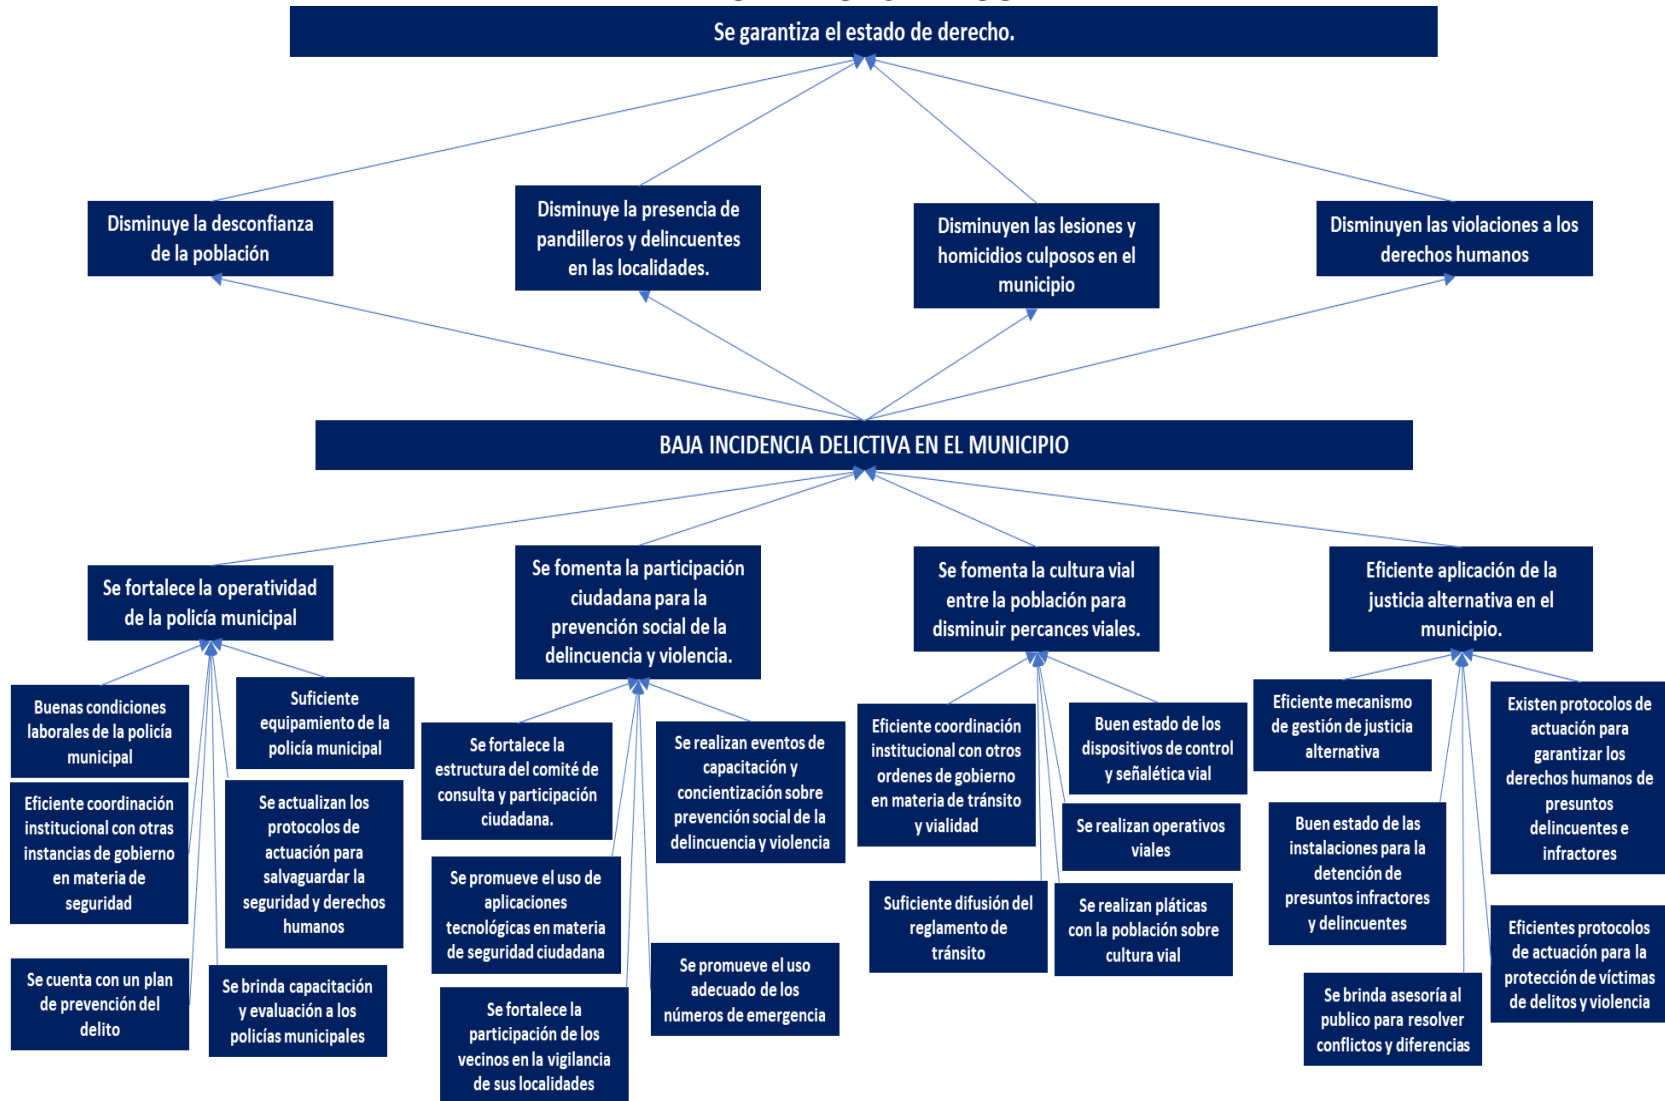 Se garantiza el estado de derecho.
Disminuye la desconfianza
de la población
Disminuye la presencia de
pandilleros y delincuentes
en las localidades.
Disminuyen las lesiones y
homicidios culposos en el
municipio
Disminuyen las violaciones a los
derechos humanos
BAJA INCIDENCIA DELICTIVA EN EL MUNICIPIO
Se fortalece la operatividad
de la policía municipal
Se fomenta la participación
ciudadana para la
prevención social de la
delincuencia y violencia.
Se fomenta la cultura vial
entre la población para
disminuir percances viales.
Eficiente aplicación de la
justicia alternativa en el
municipio.
Buenas condiciones
laborales de la policía
municipal
Suficiente
equipamiento de la
policía municipal
Eficiente coordinación
institucional con otras
instancias de gobierno
en materia de
seguridad
Se actualizan los
protocolos de
actuación para
salvaguardar la
seguridad y derechos
humanos
Se cuenta con un plan
de prevención del
delito
Se brinda capacitación
y evaluación a los
policías municipales
Se fortalece la
estructura del comité de
consulta y participación
ciudadana.
Se realizan eventos de
capacitación y
concientización sobre
prevención social de la
delincuencia y violencia
Se promueve el uso de
aplicaciones
tecnológicas en materia
de seguridad ciudadana
Se promueve el uso
adecuado de los
números de emergencia
Se fortalece la
participación de los
vecinos en la vigilancia
de sus localidades
Eficiente coordinación
institucional con otros
ordenes de gobierno
en materia de tránsito
y vialidad
Buen estado de los
dispositivos de control
y señalética vial
Se realizan operativos
viales
Suficiente difusión del
reglamento de
tránsito
Se realizan pláticas
con la población sobre
cultura vial
Eficiente mecanismo
de gestión de justicia
alternativa
Existen protocolos de
actuación para
garantizar los
derechos humanos de
presuntos
delincuentes e
infractores
Buen estado de las
instalaciones para la
detención de
presuntos infractores
y delincuentes
Eficientes protocolos
de actuación para la
protección de víctimas
de delitos y violencia
Se brinda asesoría al
publico para resolver
conflictos y diferencias